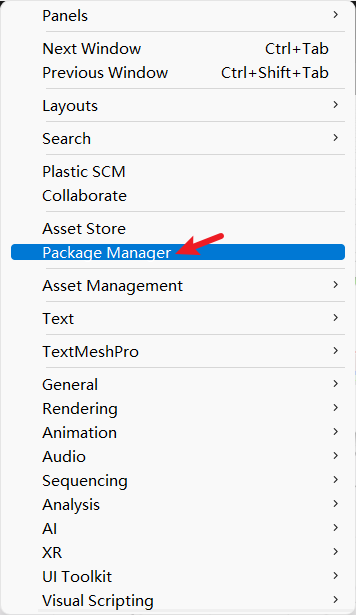 Panels
Next Window Ctrl+Tab
Previous Window Ctrl+Shift+Tab
Layouts
Search
Plastic SCM
Collaborate
Asset Store
Package Manager
Asset Management
Text
TextMeshPro
General
Rendering
Animation
Audio
Sequencing
Analysis
AI
XR
UI Toolkit
Visual Scripting